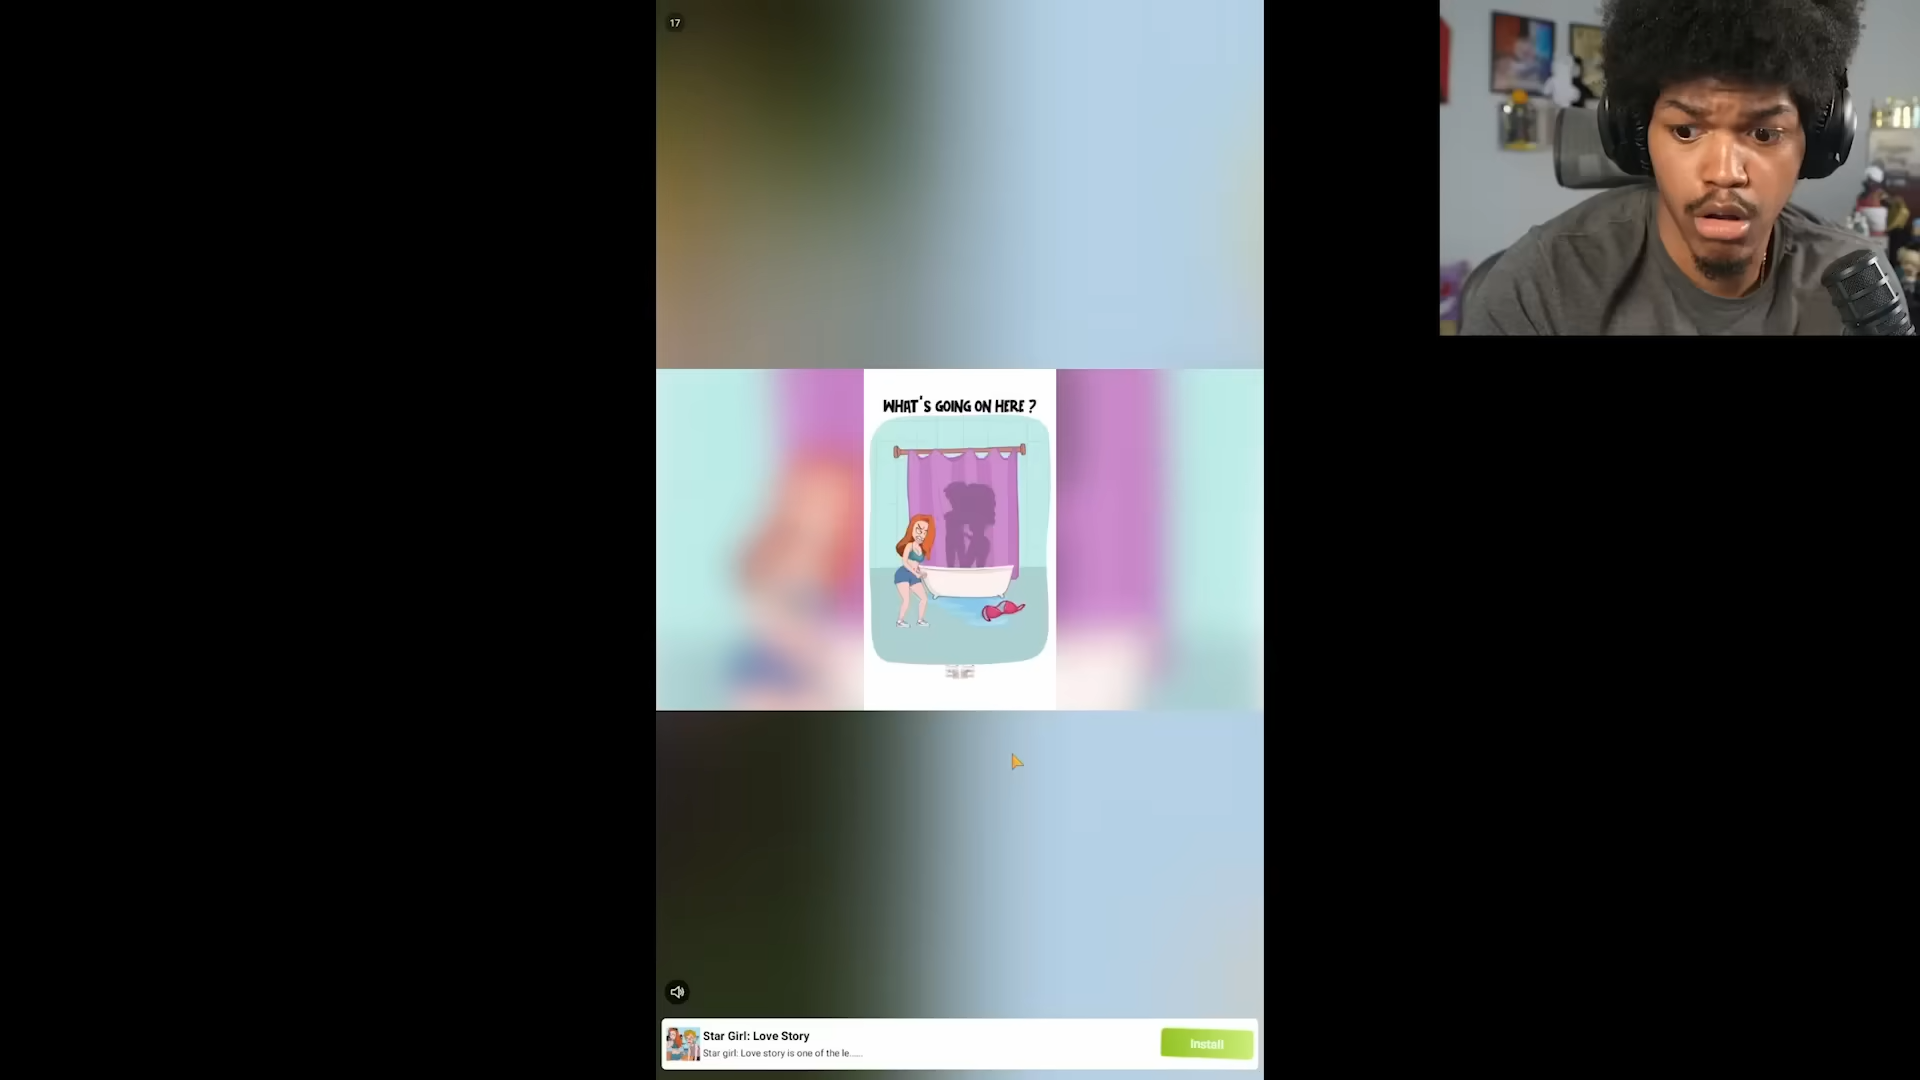 17
WHAT'S GOING ON HERE ?
Star Girl: Love Story
Star girl: Love story is one of the le.....
Install